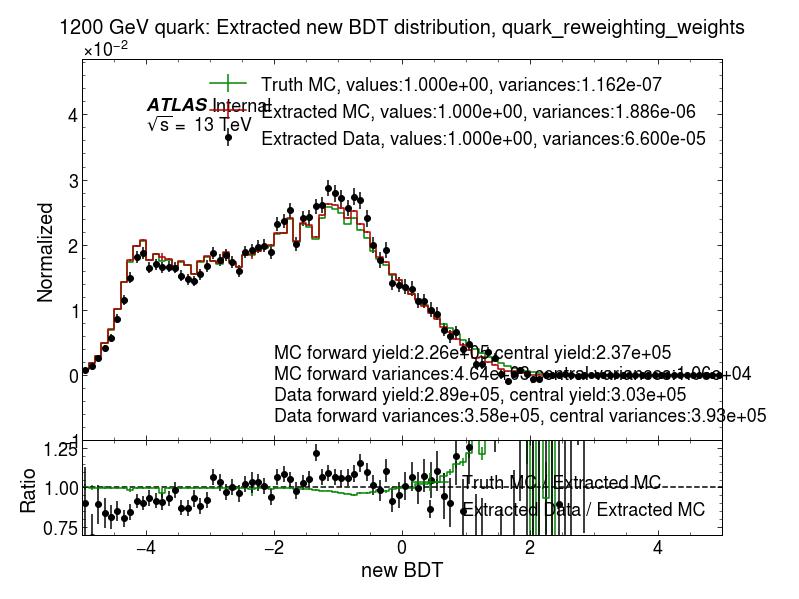 1200 GeV quark: Extracted new BDT distribution, quark_reweighting_weights
×10⁻²
Truth MC, values:1.000e+00, variances:1.162e-07
ATLAS Internal
Extracted MC, values:1.000e+00, variances:1.886e-06
√s = 13 TeV
Extracted Data, values:1.000e+00, variances:6.600e-05
4
3
2
1
0
Normalized
MC forward yield:2.26e+05, central yield:2.37e+05
MC forward variances: central
Data forward yield:2.89e+05, central yield:3.03e+05
Data forward variances:3.58e+05, central variances:3.93e+05
1.25
1.00
0.75
Ratio
Truth MC / Extracted MC
Extracted Data / Extracted MC
−4 −2 0 2 4
new BDT